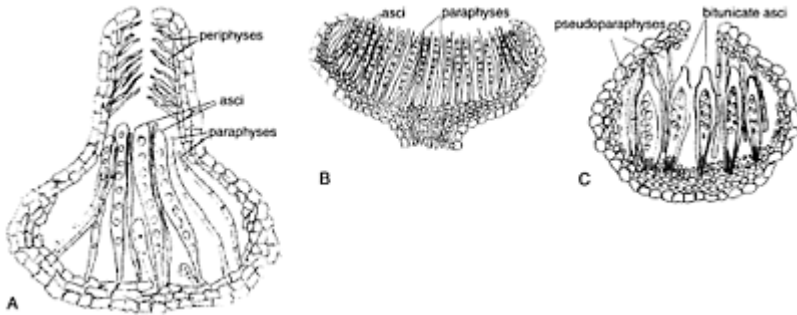 periphyses
asci
paraphyses
A
asci
paraphyses
B
pseudoparaphyses
bitunicate asci
C